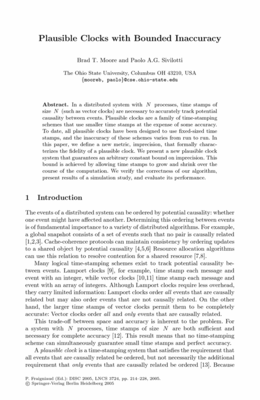 Plausible Clocks with Bounded Inaccuracy
Brad T. Moore and Paolo A.G. Sivilotti
The Ohio State University, Columbus OH 43210, USA
{mooreb, paolo}@cse.ohio-state.edu
Abstract. In a distributed system with N processes, time stamps of
size N (such as vector clocks) are necessary to accurately track potential
causality between events. Plausible clocks are a family of time-stamping
schemes that use smaller time stamps at the expense of some accuracy.
To date, all plausible clocks have been designed to use fixed-sized time
stamps, and the inaccuracy of these schemes varies from run to run. In
this paper, we define a new metric, imprecision, that formally charac-
terizes the fidelity of a plausible clock. We present a new plausible clock
system that guarantees an arbitrary constant bound on imprecision. This
bound is achieved by allowing time stamps to grow and shrink over the
course of the computation. We verify the correctness of our algorithm,
present results of a simulation study, and evaluate its performance.
1 Introduction
The events of a distributed system can be ordered by potential causality: whether
one event might have affected another. Determining this ordering between events
is of fundamental importance to a variety of distributed algorithms. For example,
a global snapshot consists of a set of events such that no pair is causally related
[1,2,3]. Cache-coherence protocols can maintain consistency by ordering updates
to a shared object by potential causality [4,5,6] Resource allocation algorithms
can use this relation to resolve contention for a shared resource [7,8].
Many logical time-stamping schemes exist to track potential causality be-
tween events. Lamport clocks [9], for example, time stamp each message and
event with an integer, while vector clocks [10,11] time stamp each message and
event with an array of integers. Although Lamport clocks require less overhead,
they carry limited information: Lamport clocks order all events that are causally
related but may also order events that are not causally related. On the other
hand, the larger time stamps of vector clocks permit them to be completely
accurate: Vector clocks order all and only events that are causally related.
This trade-off between space and accuracy is inherent to the problem. For
a system with N processes, time stamps of size N are both sufficient and
necessary for complete accuracy [12]. This result means that no time-stamping
scheme can simultaneously guarantee small time stamps and perfect accuracy.
A plausible clock is a time-stamping system that satisfies the requirement that
all events that are causally related be ordered, but not necessarily the additional
requirement that only events that are causally related be ordered [13]. Because
P. Fraigniaud (Ed.): DISC 2005, LNCS 3724, pp. 214–228, 2005.
© Springer-Verlag Berlin Heidelberg 2005